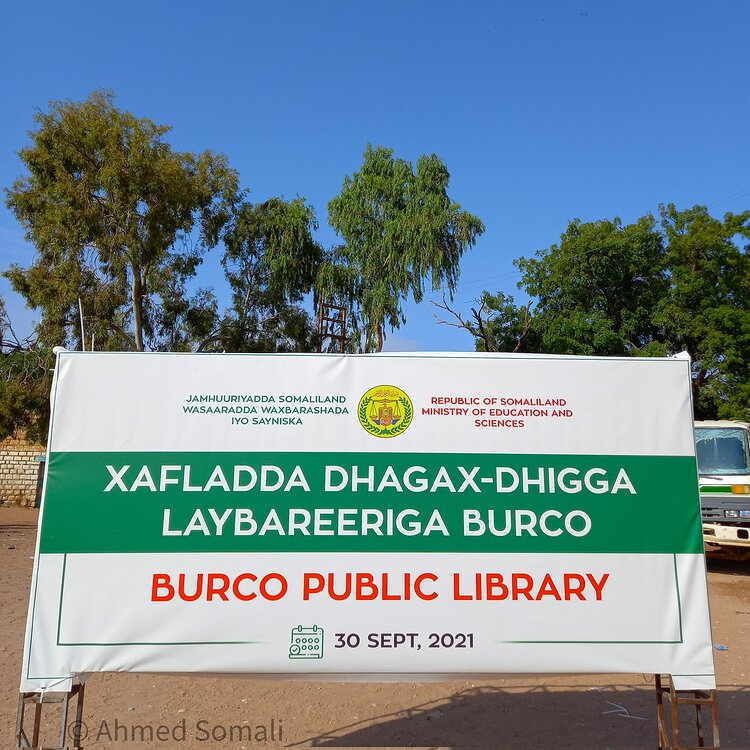 JAMHUURIYADDA SOMALILAND
WASAARADDA WAXBARASHADA
IYO SAYNISKA
REPUBLIC OF SOMALILAND
MINISTRY OF EDUCATION AND
SCIENCES
XAFLADDA DHAGAX-DHIGGA
LAYBAREERIGA BURCO
BURCO PUBLIC LIBRARY
30 SEPT, 2021
© Ahmed Somali